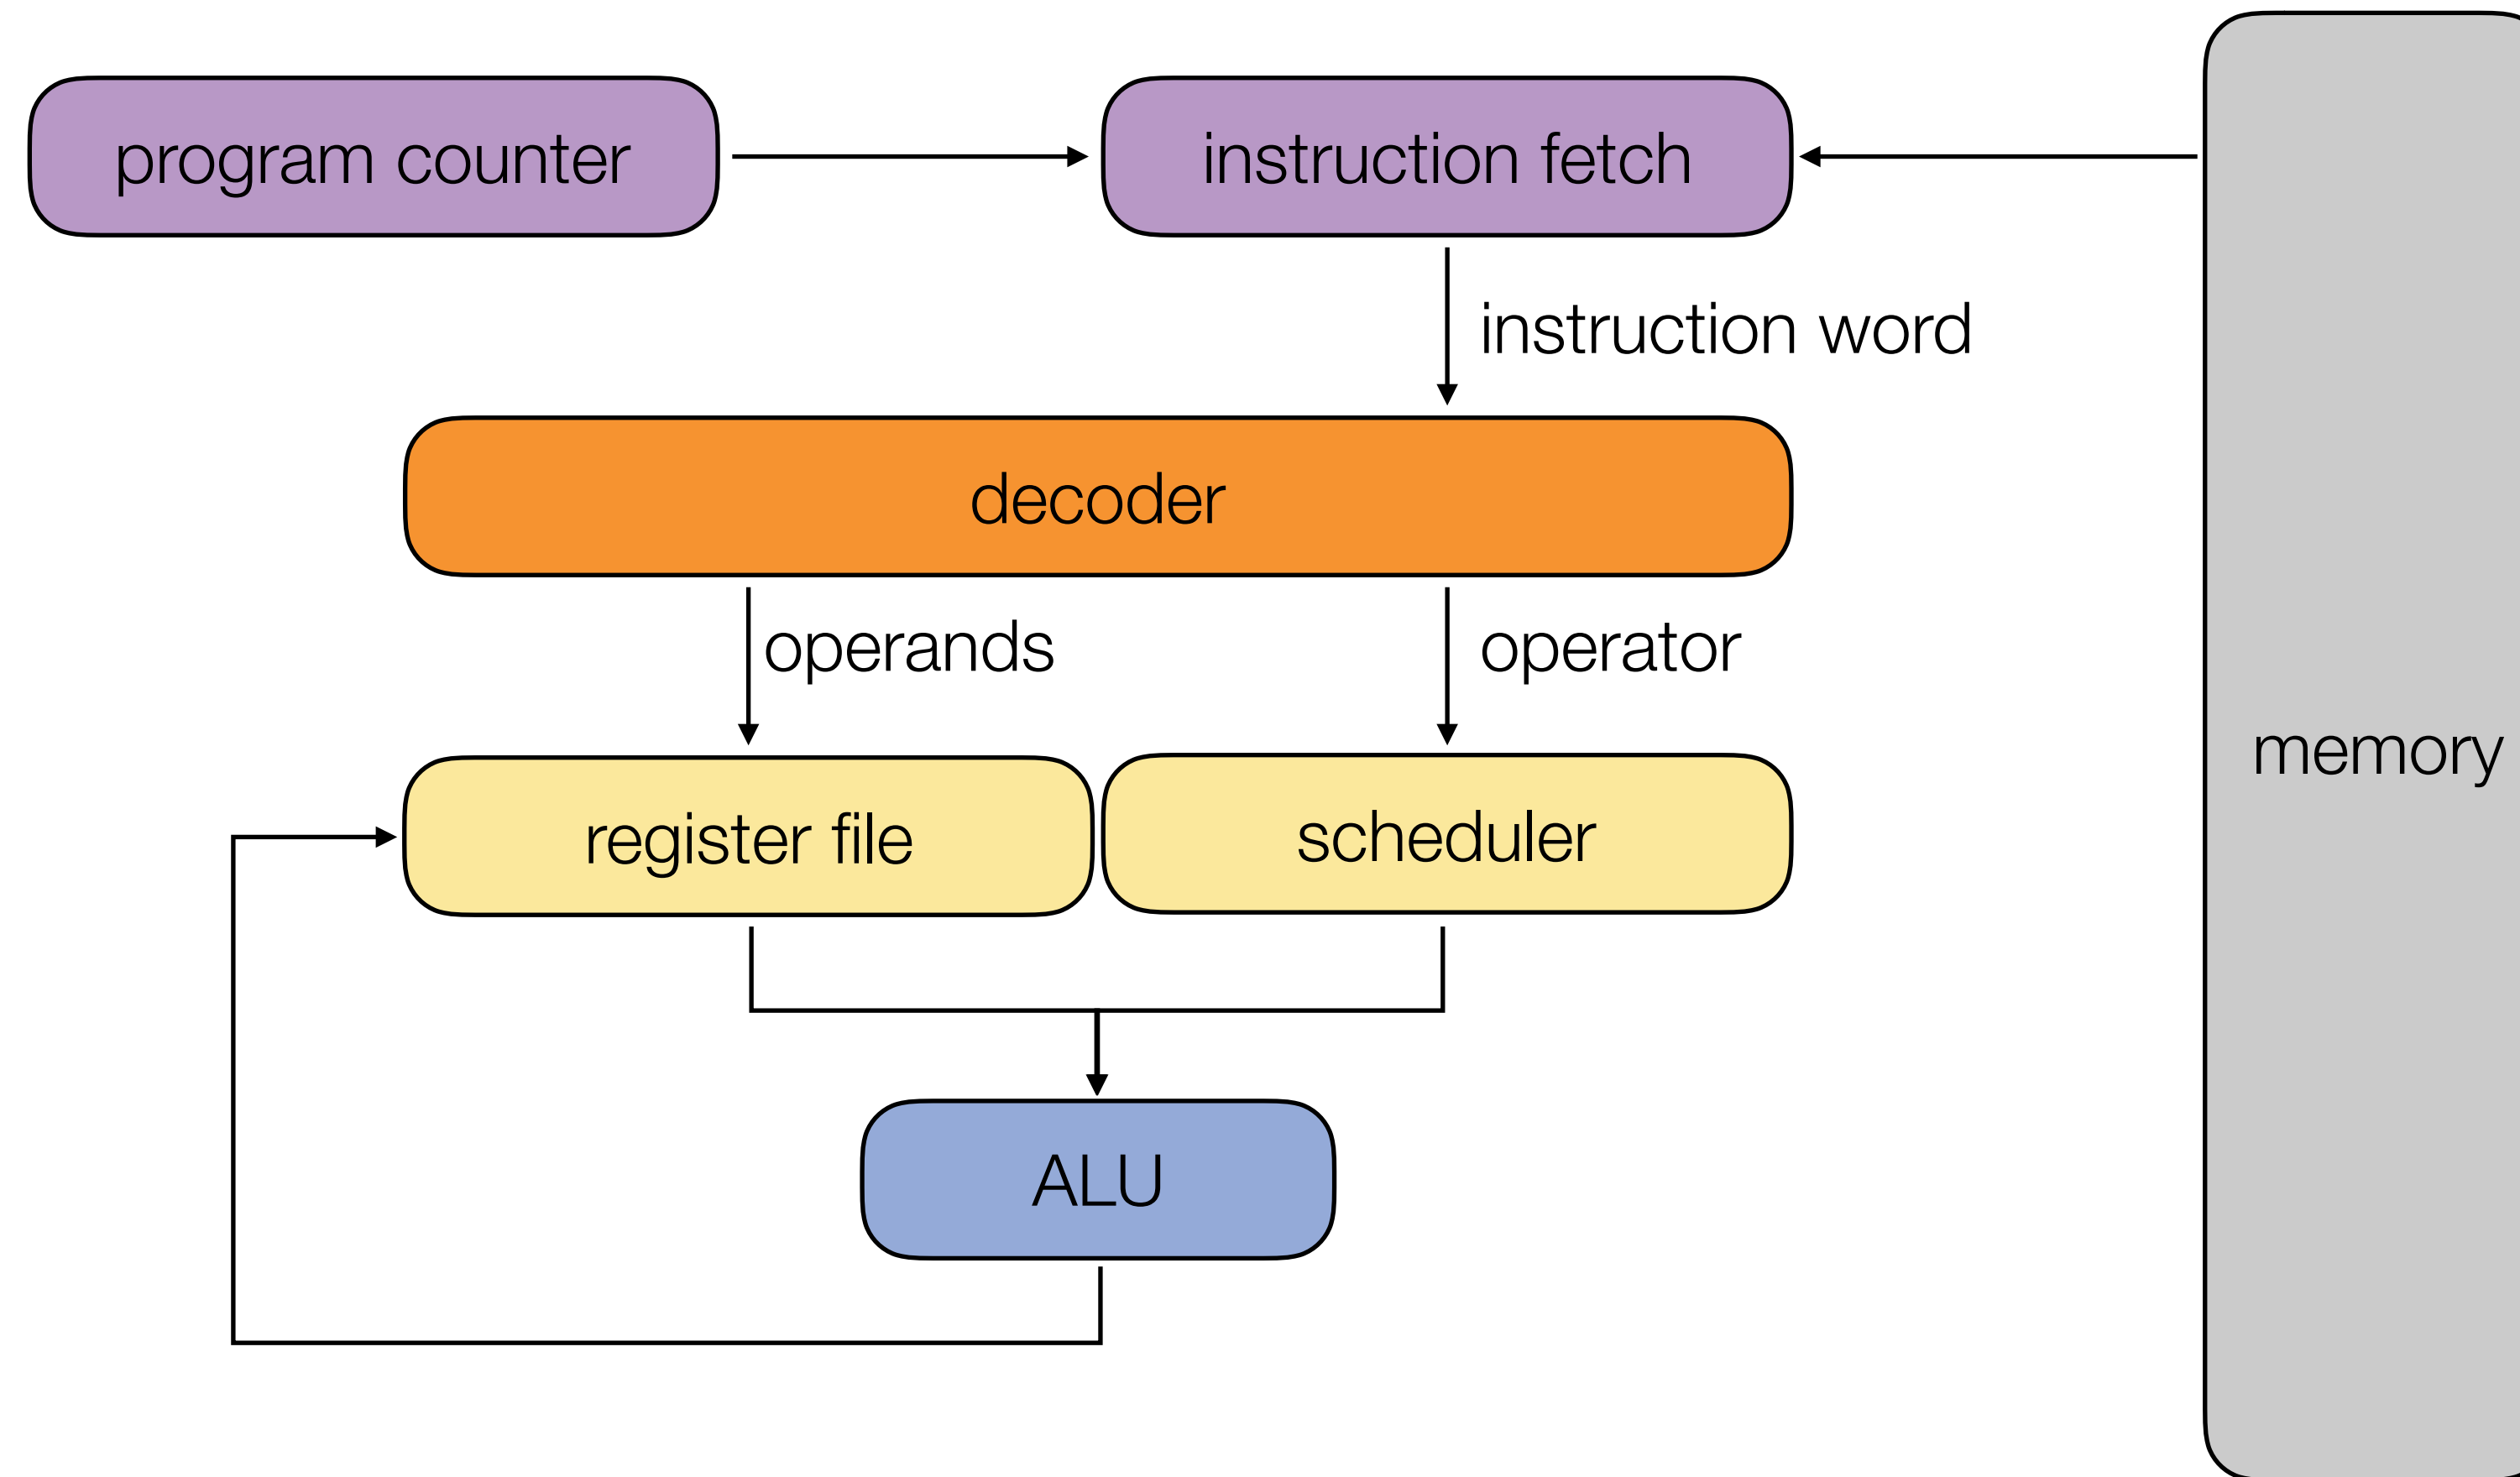 program counter
instruction fetch
instruction word
decoder
operands
operator
register file
scheduler
memory
ALU